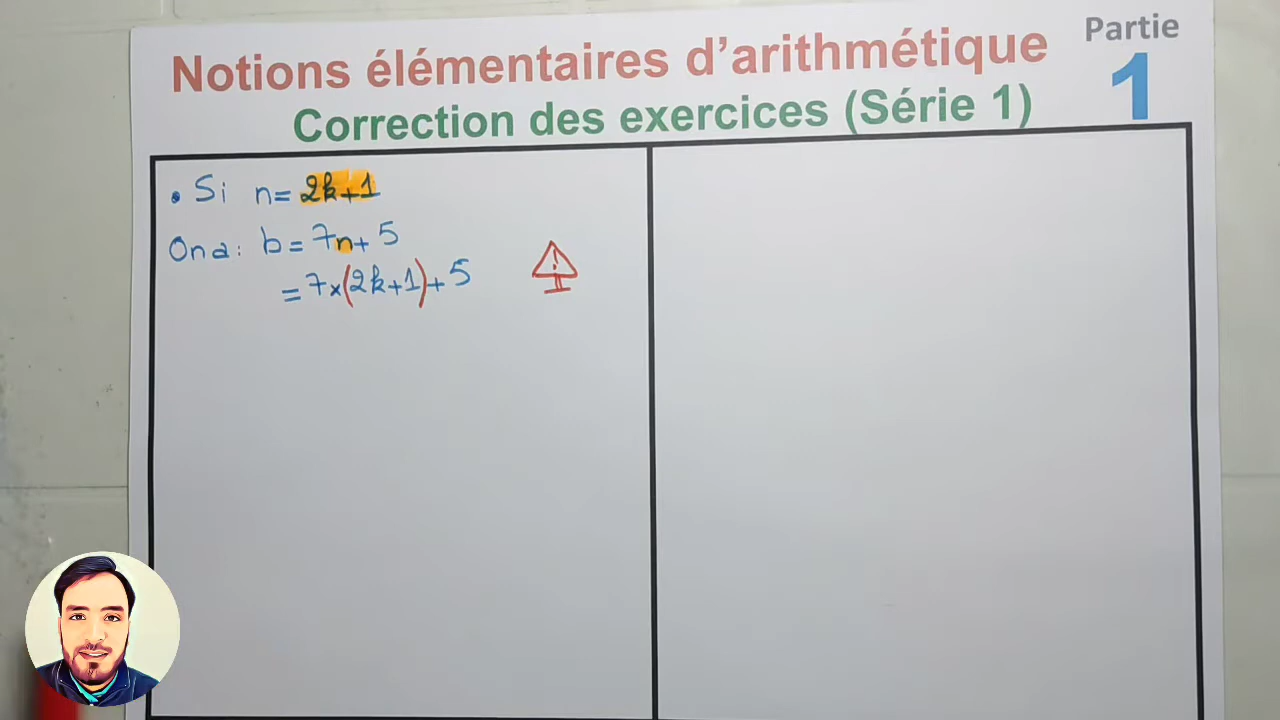 Notions élémentaires d'arithmétique
Partie
1
Correction des exercices (Série 1)
• Si n = 2k+1
On a : b = 7n + 5
= 7×(2k+1)+5
!